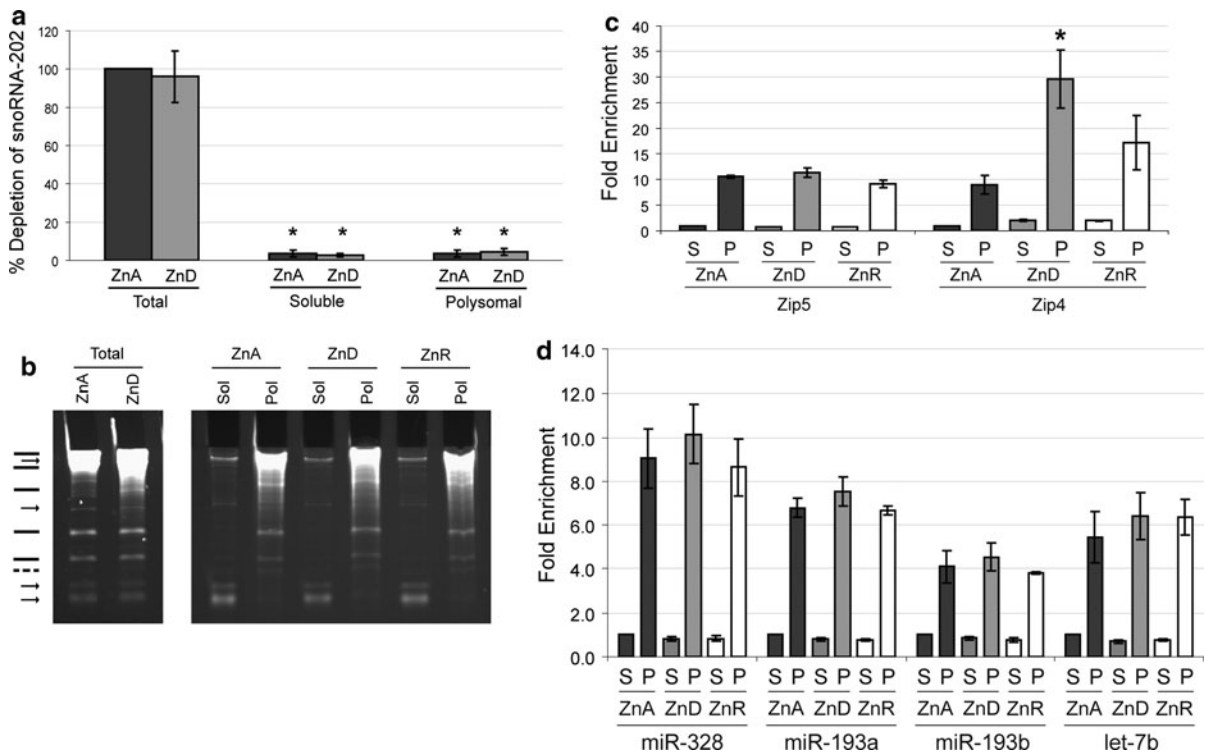 a
% Depletion of snoRNA-202
120
100
80
60
40
20
0
* * * *
ZnA ZnD ZnA ZnD ZnA ZnD
Total Soluble Polysomal
b
Total ZnA ZnD ZnR
ZnA ZnD Sol Pol Sol Pol Sol Pol
c
Fold Enrichment
40
35
30
25
20
15
10
5
0
*
S P S P S P S P S P S P
ZnA ZnD ZnR ZnA ZnD ZnR
Zip5 Zip4
d
Fold Enrichment
14.0
12.0
10.0
8.0
6.0
4.0
2.0
0.0
S P S P S P S P S P S P S P S P S P S P S P S P
ZnA ZnD ZnR ZnA ZnD ZnR ZnA ZnD ZnR ZnA ZnD ZnR
miR-328 miR-193a miR-193b let-7b